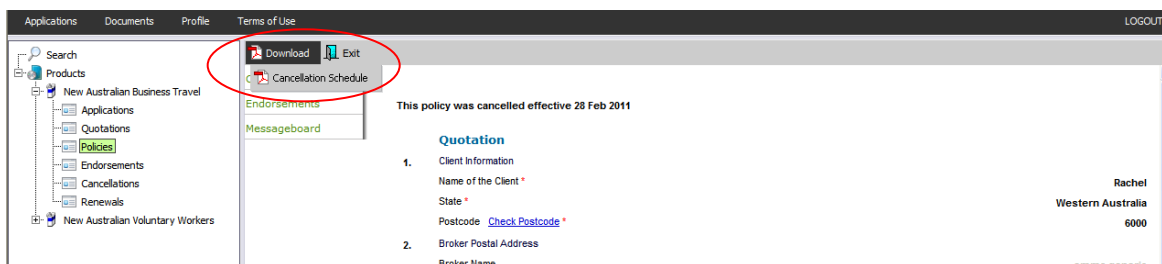 Applications Documents Profile Terms of Use LOGOUT
Search
Products
New Australian Business Travel
Applications
Quotations
Policies
Endorsements
Cancellations
Renewals
New Australian Voluntary Workers
Download Exit
Cancellation Schedule
Endorsements
Messageboard
This policy was cancelled effective 28 Feb 2011
Quotation
1. Client Information
Name of the Client * Rachel
State * Western Australia
Postcode Check Postcode * 6000
2. Broker Postal Address
Broker Name